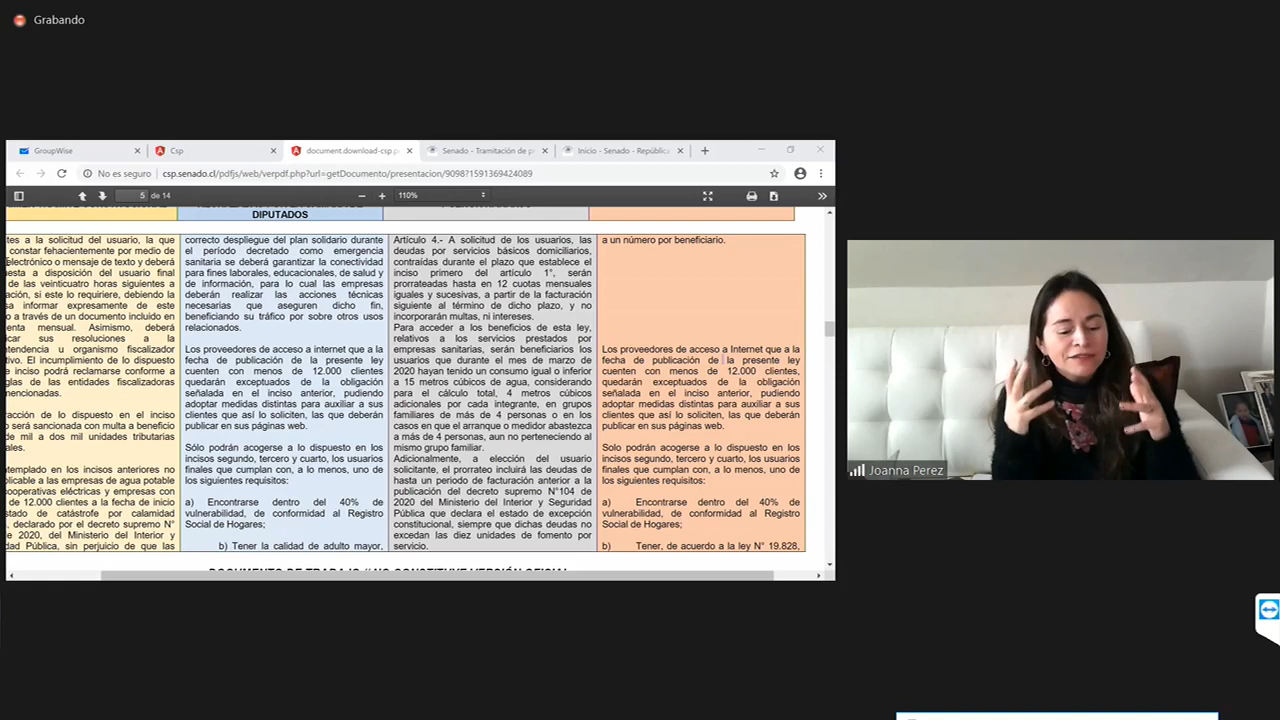 Grabando
GroupWise
Csp
document.download-csp.p
Senado - Tramitación de p
Inicio - Senado - Repúblic
No es seguro
csp.senado.cl/pdfjs/web/verpdf.php?url=getDocumento/presentacion/9098?1591369424089
5 de 14
110%
DIPUTADOS
tes a la solicitud del usuario, la que
constar fehacientemente por medio de
electrónico o mensaje de texto y deberá
esta a disposición del usuario final
de las veinticuatro horas siguientes a
ación, si este lo requiriere, debiendo la
sa informar expresamente de este
o a través de un documento incluido en
enta mensual. Asimismo, deberá
car sus resoluciones a la
ntendencia u organismo fiscalizador
tivo. El incumplimiento de lo dispuesto
e inciso podrá reclamarse conforme a
glas de las entidades fiscalizadoras
mencionadas.
racción de lo dispuesto en el inciso
o será sancionada con multa a beneficio
de mil a dos mil unidades tributarias
ales.
ntemplado en los incisos anteriores no
plicable a las empresas de agua potable
cooperativas eléctricas y empresas con
de 12.000 clientes a la fecha de inicio
stado de catástrofe por calamidad
, declarado por el decreto supremo N°
e 2020, del Ministerio del Interior y
dad Pública, sin perjuicio de que las
correcto despliegue del plan solidario durante
el período decretado como emergencia
sanitaria se deberá garantizar la conectividad
para fines laborales, educacionales, de salud y
de información, para lo cual las empresas
deberán realizar las acciones técnicas
necesarias que aseguren dicho fin,
beneficiando su tráfico por sobre otros usos
relacionados.
Los proveedores de acceso a internet que a la
fecha de publicación de la presente ley
cuenten con menos de 12.000 clientes
quedarán exceptuados de la obligación
señalada en el inciso anterior, pudiendo
adoptar medidas distintas para auxiliar a sus
clientes que así lo soliciten, las que deberán
publicar en sus páginas web.
Sólo podrán acogerse a lo dispuesto en los
incisos segundo, tercero y cuarto, los usuarios
finales que cumplan con, a lo menos, uno de
los siguientes requisitos:
a) Encontrarse dentro del 40% de
vulnerabilidad, de conformidad al Registro
Social de Hogares;
b) Tener la calidad de adulto mayor,
Artículo 4.- A solicitud de los usuarios, las
deudas por servicios básicos domiciliarios,
contraídas durante el plazo que establece el
inciso primero del artículo 1°, serán
prorrateadas hasta en 12 cuotas mensuales
iguales y sucesivas, a partir de la facturación
siguiente al término de dicho plazo, y no
incorporarán multas, ni intereses.
Para acceder a los beneficios de esta ley,
relativos a los servicios prestados por
empresas sanitarias, serán beneficiarios los
usuarios que durante el mes de marzo de
2020 hayan tenido un consumo igual o inferior
a 15 metros cúbicos de agua, considerando
para el cálculo total, 4 metros cúbicos
adicionales por cada integrante, en grupos
familiares de más de 4 personas o en los
casos en que el arranque o medidor abastezca
a más de 4 personas, aun no perteneciendo al
mismo grupo familiar.
Adicionalmente, a elección del usuario
solicitante, el prorrateo incluirá las deudas de
hasta un periodo de facturación anterior a la
publicación del decreto supremo N°104 de
2020 del Ministerio del Interior y Seguridad
Pública que declara el estado de excepción
constitucional, siempre que dichas deudas no
excedan las diez unidades de fomento por
servicio.
a un número por beneficiario.
Los proveedores de acceso a Internet que a la
fecha de publicación de la presente ley
cuenten con menos de 12.000 clientes,
quedarán exceptuados de la obligación
señalada en el inciso anterior, pudiendo
adoptar medidas distintas para auxiliar a sus
clientes que así lo soliciten, las que deberán
publicar en sus páginas web.
Solo podrán acogerse a lo dispuesto en los
incisos segundo, tercero y cuarto, los usuarios
finales que cumplan con, a lo menos, uno de
los siguientes requisitos:
a) Encontrarse dentro del 40% de
vulnerabilidad, de conformidad al Registro
Social de Hogares;
b) Tener, de acuerdo a la ley N° 19.828,
Joanna Perez